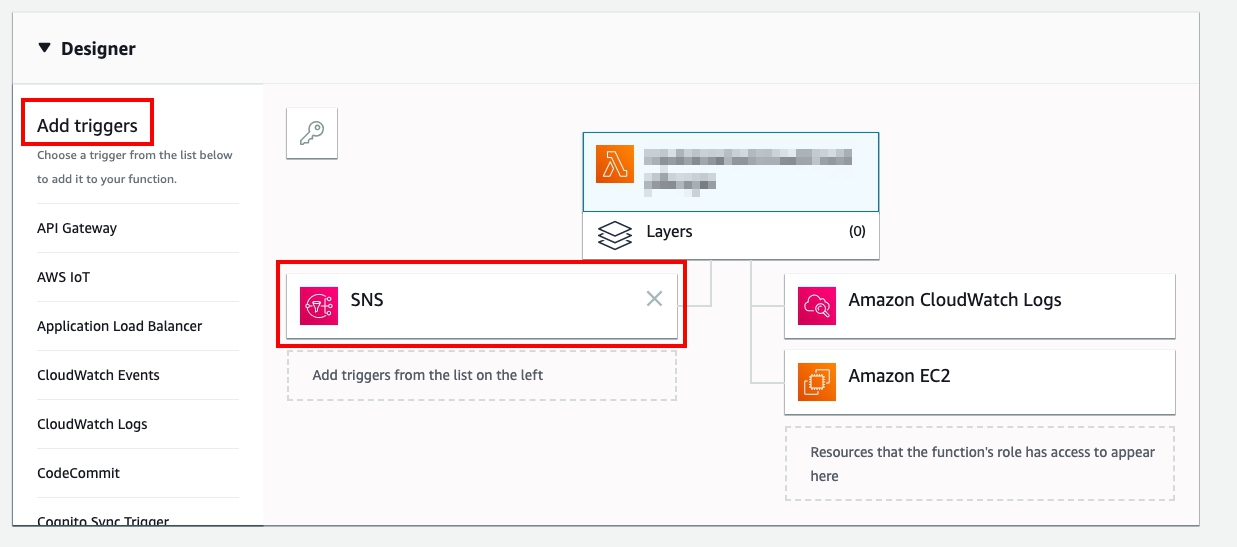 Designer
Add triggers
Choose a trigger from the list below
to add it to your function.
API Gateway
AWS IoT
Application Load Balancer
CloudWatch Events
CloudWatch Logs
CodeCommit
Cognito Sync Trigger
Layers (0)
SNS
Add triggers from the list on the left
Amazon CloudWatch Logs
Amazon EC2
Resources that the function's role has access to appear
here